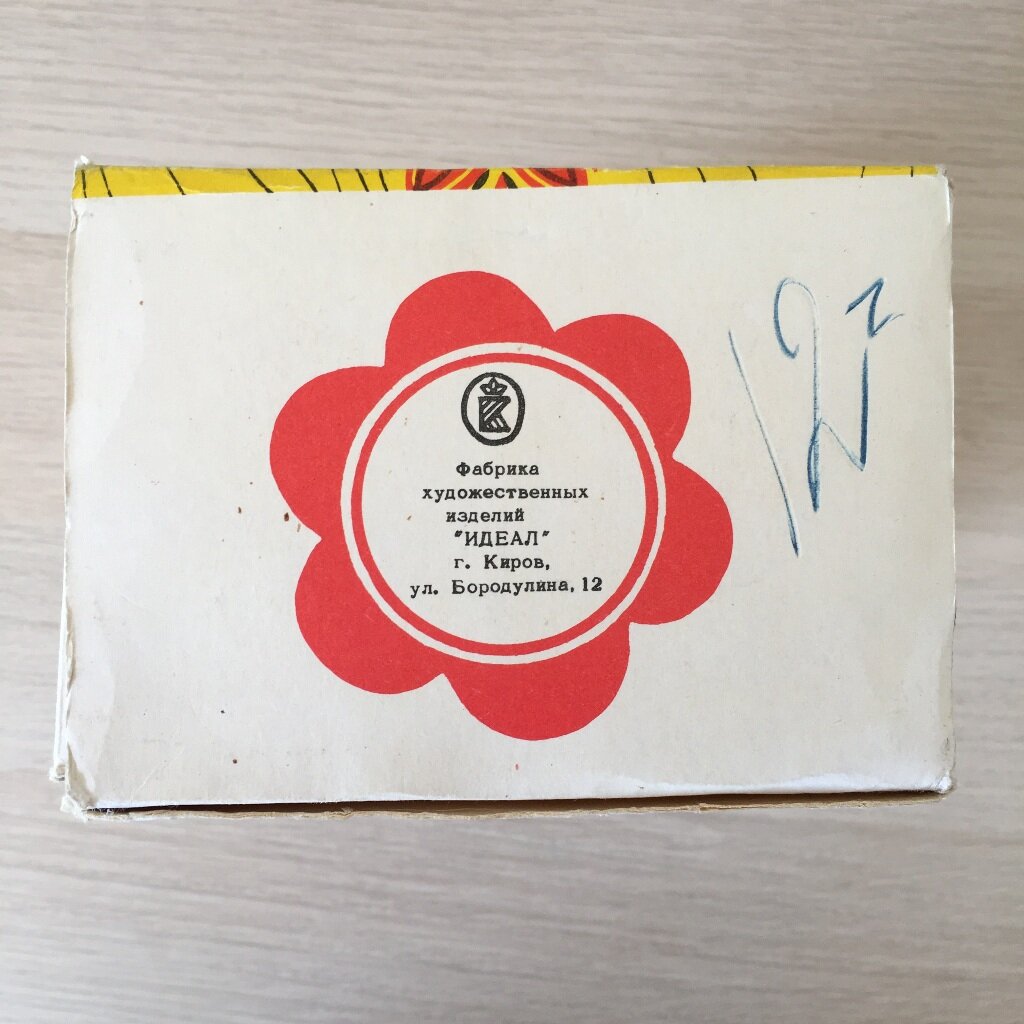 Фабрика
художественных
изделий
"ИДЕАЛ"
г. Киров,
ул. Бородулина, 12